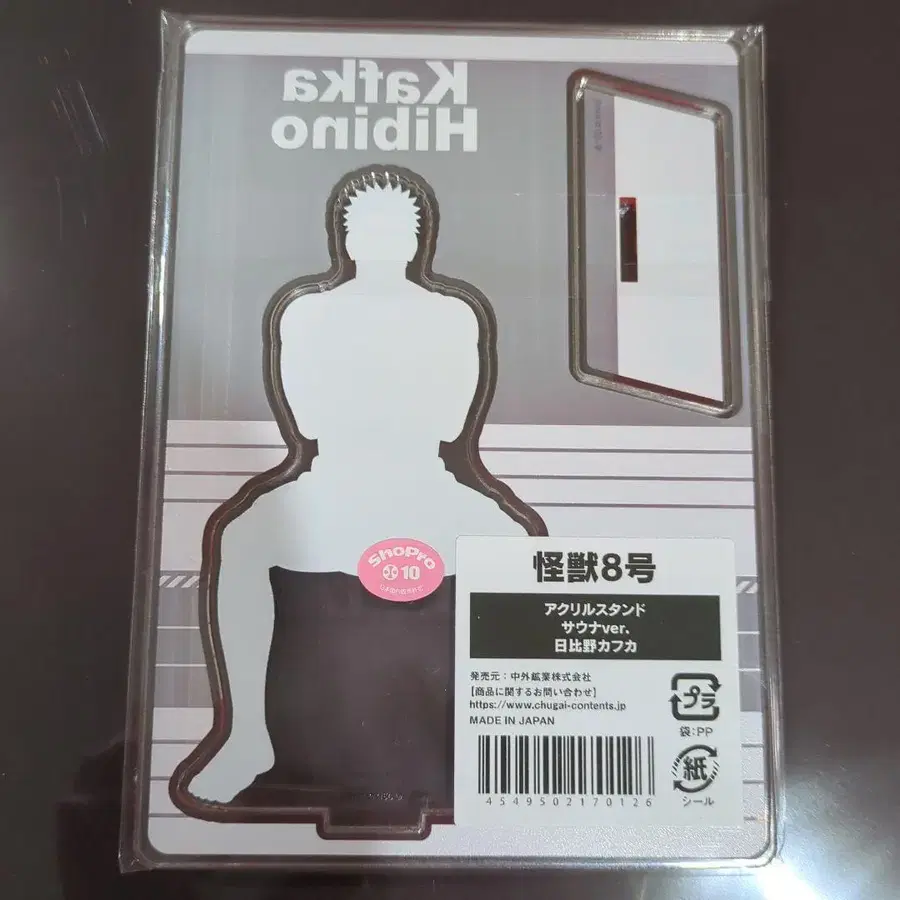 Kafka
Hibino
ShoPro
10
怪獣8号
アクリルスタンド
サウナver.
日比野カフカ
発売元：中外鉱業株式会社
【商品に関するお問い合わせ】
https://www.chugai-contents.jp
MADE IN JAPAN
プラ
袋:PP
紙
シール
4549502170126